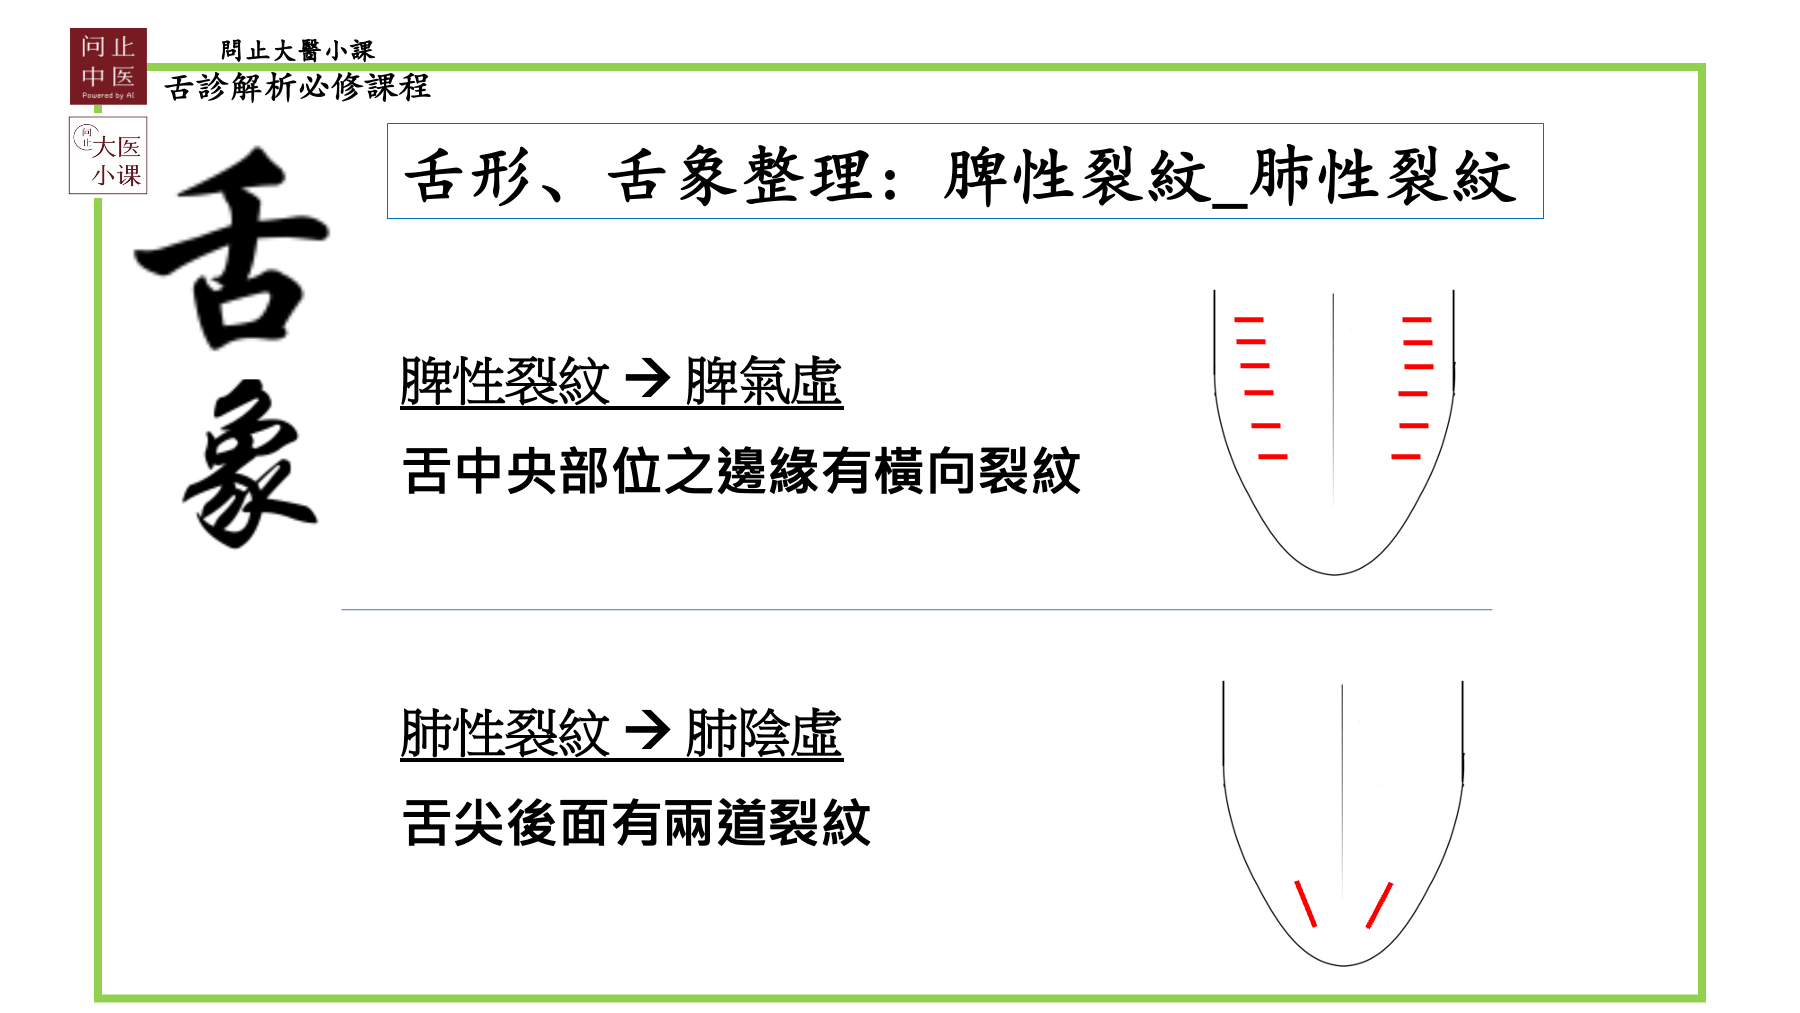 问止
中医
Powered by AI
問止大醫小課
舌診解析必修課程
问止
大医
小课
舌象
舌形、舌象整理：脾性裂紋_肺性裂紋
脾性裂紋→脾氣虛
舌中央部位之邊緣有橫向裂紋
肺性裂紋→肺陰虛
舌尖後面有兩道裂紋